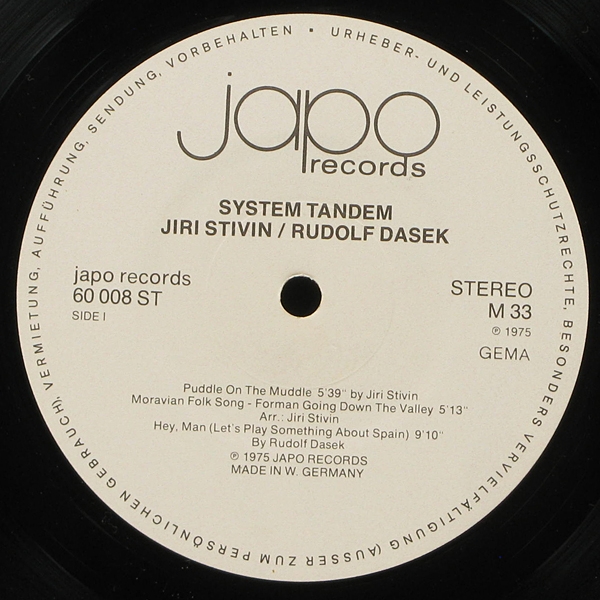 URHEBER- UND LEISTUNGSSCHUTZRECHTE, BESONDERS VERVIELFÄLTIGUNG (AUSSER ZUM PERSÖNLICHEN GEBRAUCH), VERMIETUNG, AUFFÜHRUNG, SENDUNG, VORBEHALTEN •
japo
records
SYSTEM TANDEM
JIRI STIVIN / RUDOLF DASEK
japo records
60 008 ST
SIDE I
STEREO
M 33
℗ 1975
GEMA
Puddle On The Muddle 5'39" by Jiri Stivin
Moravian Folk Song - Forman Going Down The Valley 5'13"
Arr.: Jiri Stivin
Hey, Man (Let's Play Something About Spain) 9'10"
By Rudolf Dasek
℗ 1975 JAPO RECORDS
MADE IN W. GERMANY